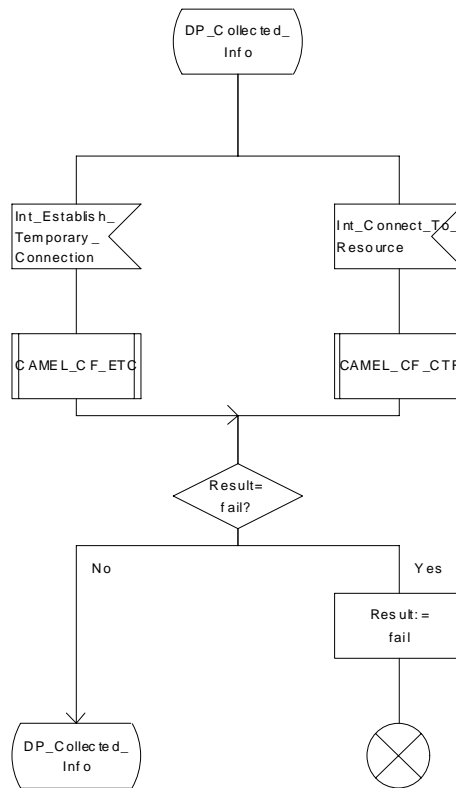 DP_Collected_
Info
Int_Establish_
Temporary_
Connection
Int_Connect_To_
Resource
CAMEL_CF_ETC
CAMEL_CF_CTR
Result=
fail?
No
Yes
Result:=
fail
DP_Collected_
Info